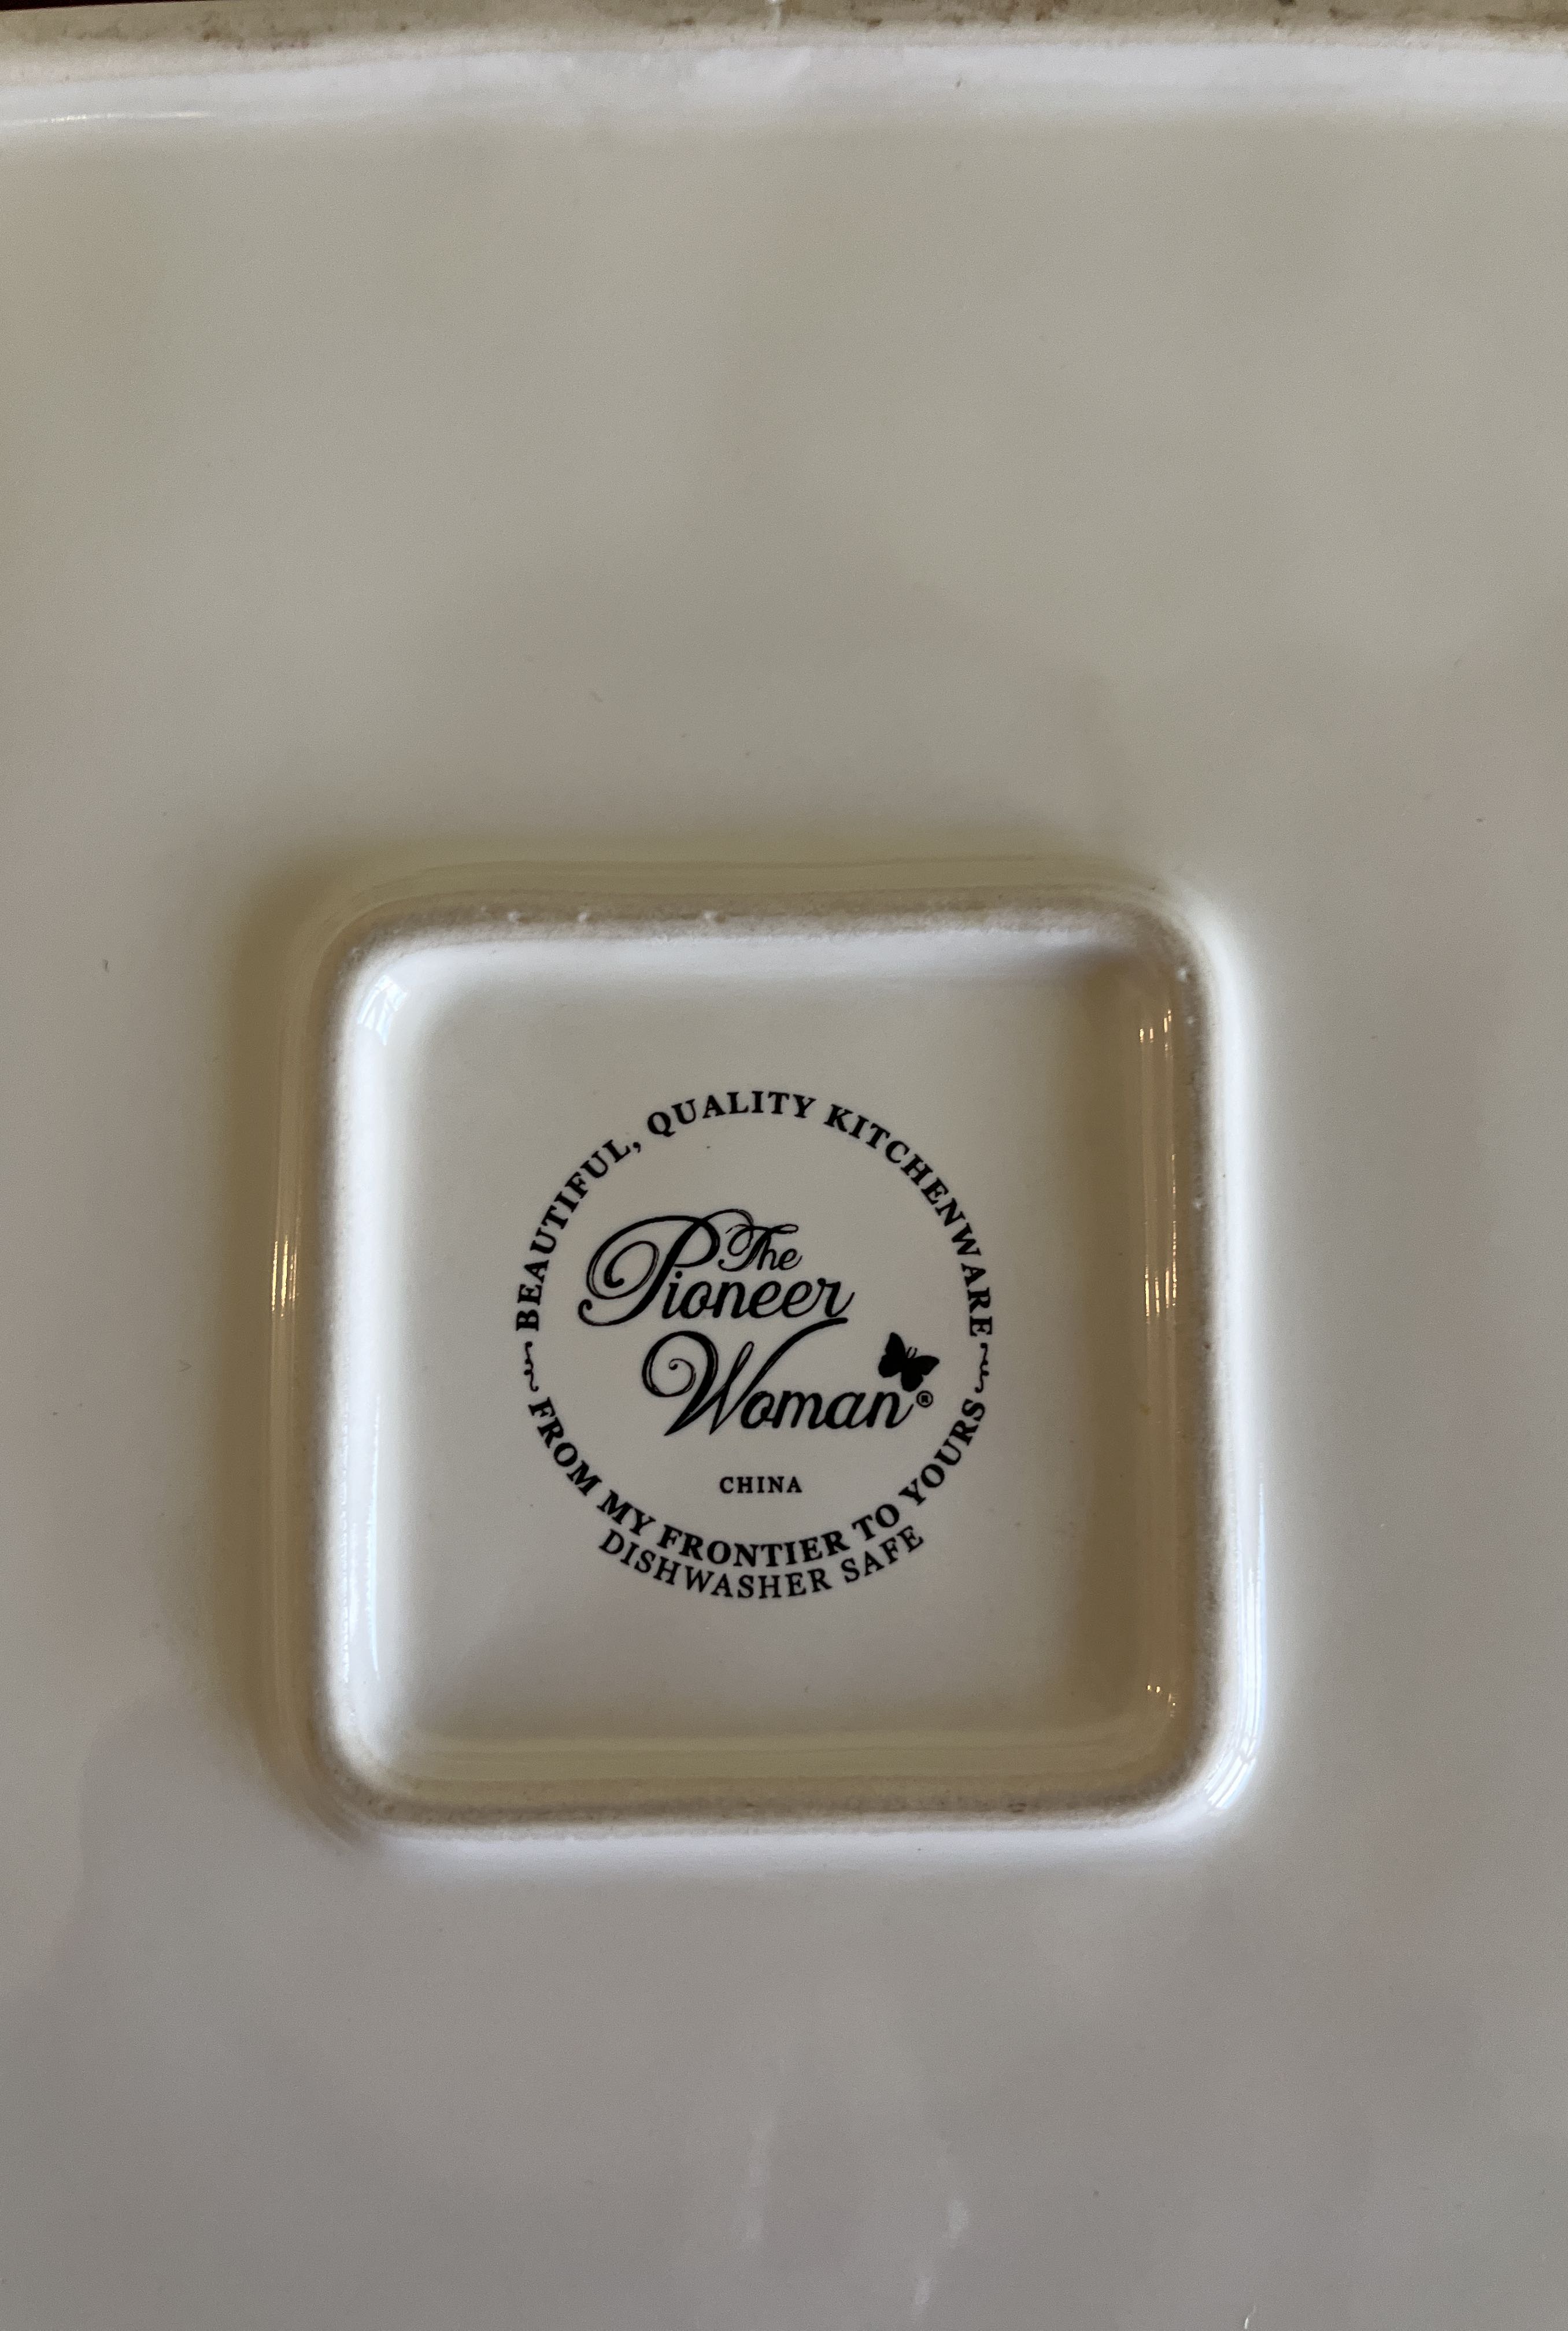 BEAUTIFUL, QUALITY KITCHENWARE
The
Pioneer
Woman®
CHINA
FROM MY FRONTIER TO YOURS
DISHWASHER SAFE